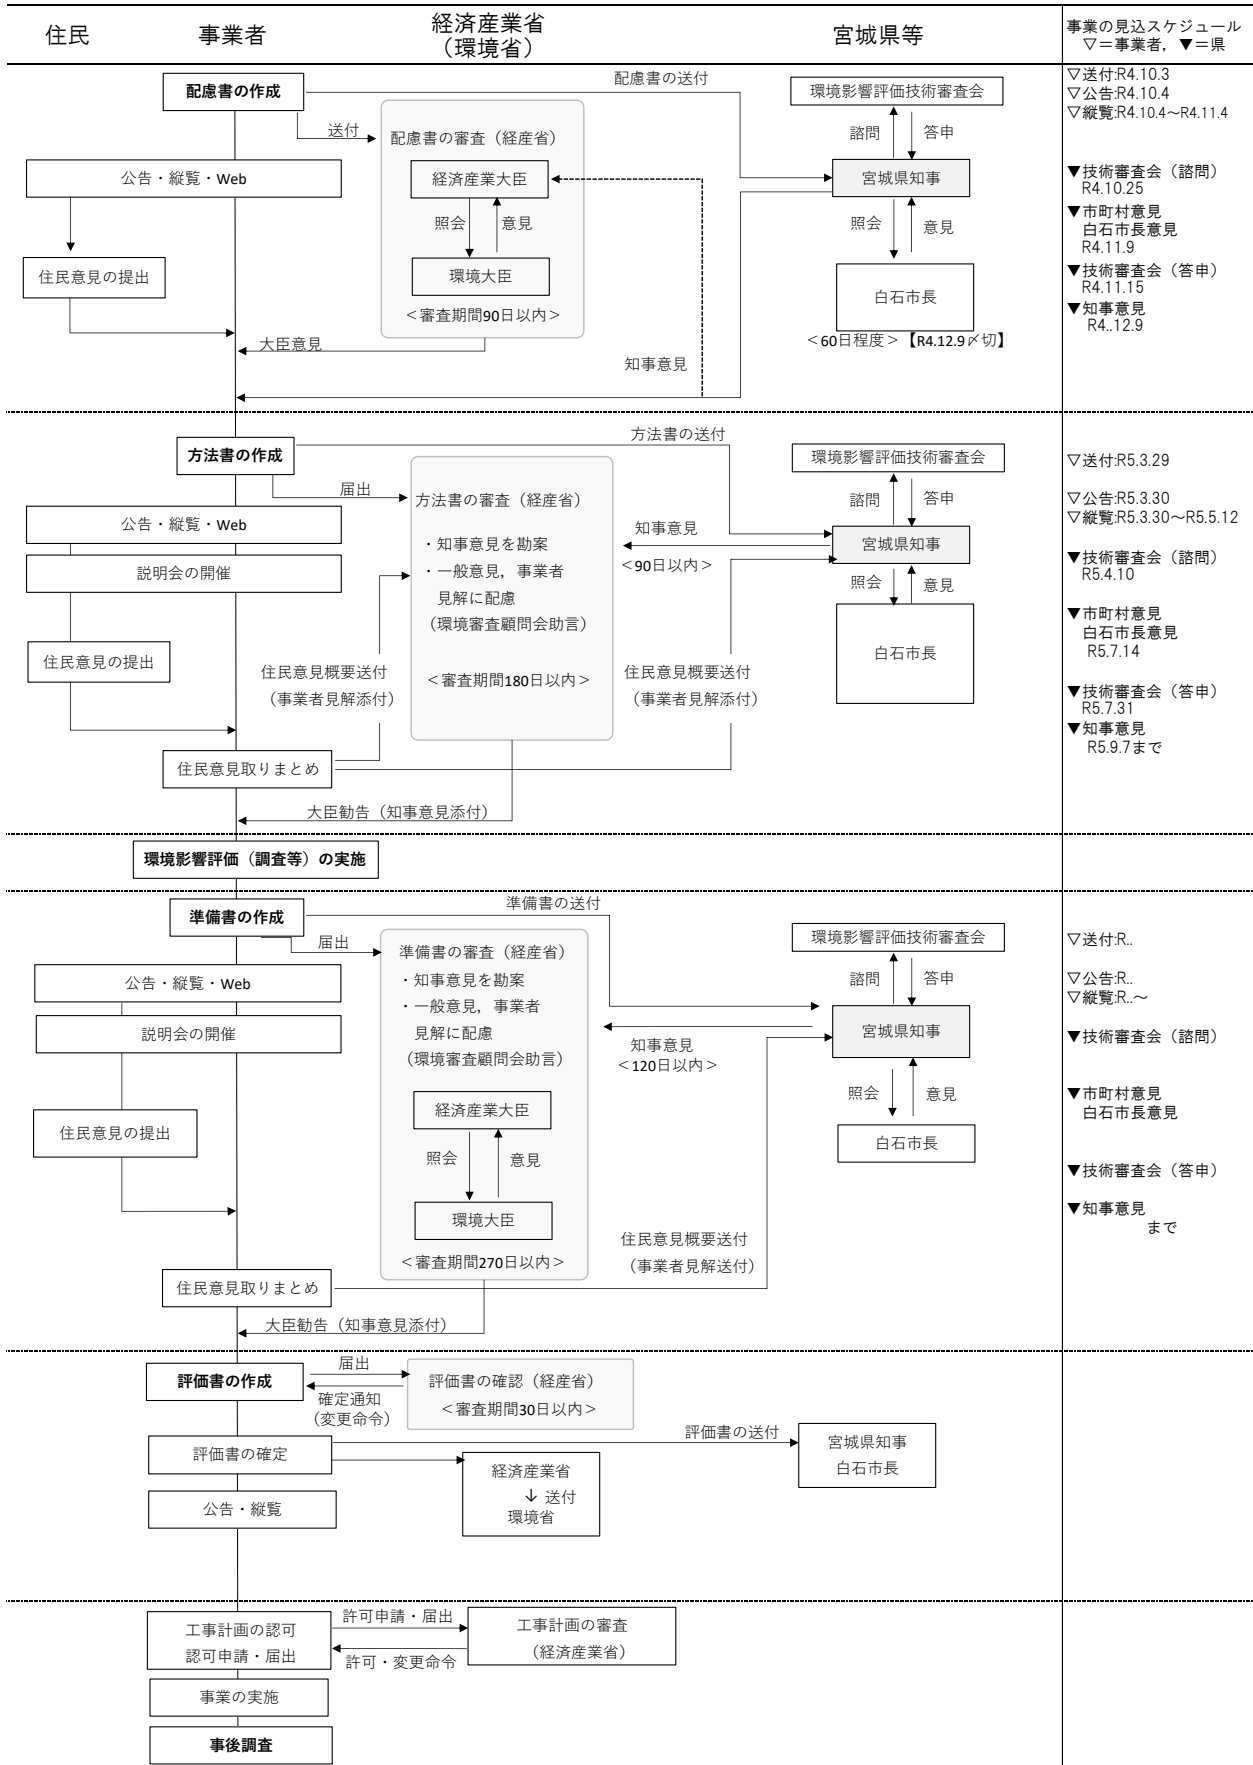 住民
事業者
経済産業省
（環境省）
宮城県等
事業の見込スケジュール
▽＝事業者，▼＝県
配慮書の作成
配慮書の送付
送付
配慮書の審査（経産省）
経済産業大臣
照会
意見
環境大臣
＜審査期間90日以内＞
公告・縦覧・Web
住民意見の提出
大臣意見
知事意見
環境影響評価技術審査会
諮問
答申
宮城県知事
照会
意見
白石市長
＜60日程度＞【R4.12.9〆切】
▽送付:R4.10.3
▽公告:R4.10.4
▽縦覧:R4.10.4～R4.11.4
▼技術審査会（諮問）
R4.10.25
▼市町村意見
白石市長意見
R4.11.9
▼技術審査会（答申）
R4.11.15
▼知事意見
R4..12.9
方法書の作成
方法書の送付
届出
方法書の審査（経産省）
・知事意見を勘案
・一般意見，事業者
見解に配慮
（環境審査顧問会助言）
＜審査期間180日以内＞
公告・縦覧・Web
説明会の開催
住民意見の提出
住民意見概要送付
（事業者見解添付）
住民意見取りまとめ
大臣勧告（知事意見添付）
知事意見
＜90日以内＞
住民意見概要送付
（事業者見解添付）
環境影響評価技術審査会
諮問
答申
宮城県知事
照会
意見
白石市長
▽送付:R5.3.29
▽公告:R5.3.30
▽縦覧:R5.3.30～R5.5.12
▼技術審査会（諮問）
R5.4.10
▼市町村意見
白石市長意見
R5.7.14
▼技術審査会（答申）
R5.7.31
▼知事意見
R5.9.7まで
環境影響評価（調査等）の実施
準備書の作成
準備書の送付
届出
準備書の審査（経産省）
・知事意見を勘案
・一般意見，事業者
見解に配慮
（環境審査顧問会助言）
経済産業大臣
照会
意見
環境大臣
＜審査期間270日以内＞
公告・縦覧・Web
説明会の開催
住民意見の提出
住民意見取りまとめ
大臣勧告（知事意見添付）
知事意見
＜120日以内＞
住民意見概要送付
（事業者見解送付）
環境影響評価技術審査会
諮問
答申
宮城県知事
照会
意見
白石市長
▽送付:R..
▽公告:R..
▽縦覧:R..～
▼技術審査会（諮問）
▼市町村意見
白石市長意見
▼技術審査会（答申）
▼知事意見
まで
評価書の作成
届出
確定通知
（変更命令）
評価書の確認（経産省）
＜審査期間30日以内＞
評価書の確定
評価書の送付
宮城県知事
白石市長
経済産業省
↓ 送付
環境省
公告・縦覧
工事計画の認可
認可申請・届出
許可申請・届出
許可・変更命令
工事計画の審査
（経済産業省）
事業の実施
事後調査